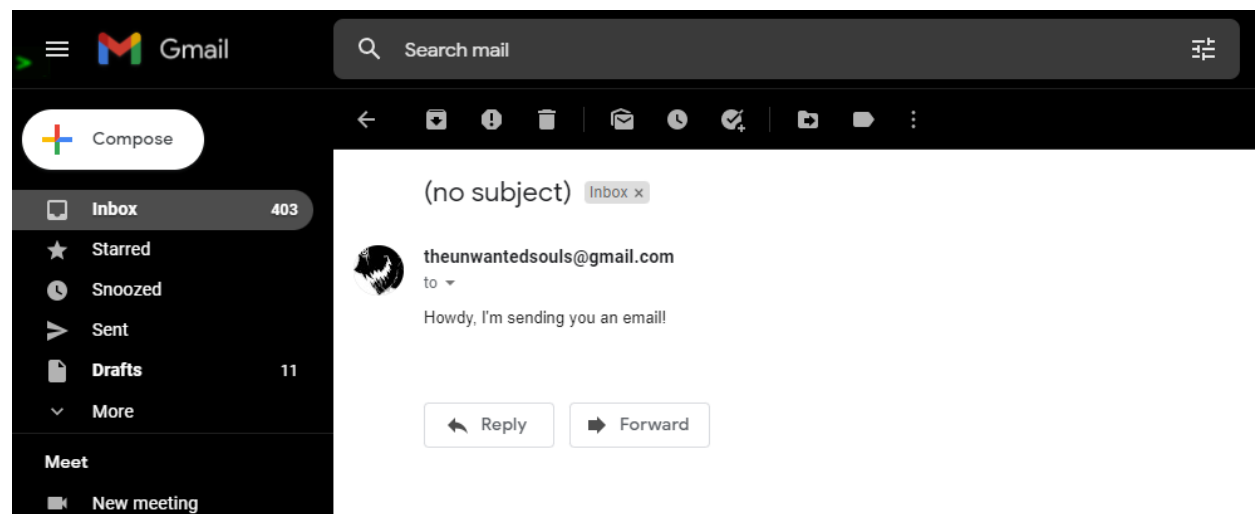 Gmail
Search mail
Compose
(no subject) Inbox ×
Inbox 403
theunwantedsouls@gmail.com
Starred
to
Snoozed
Howdy, I'm sending you an email!
Sent
Drafts 11
More
Reply Forward
Meet
New meeting